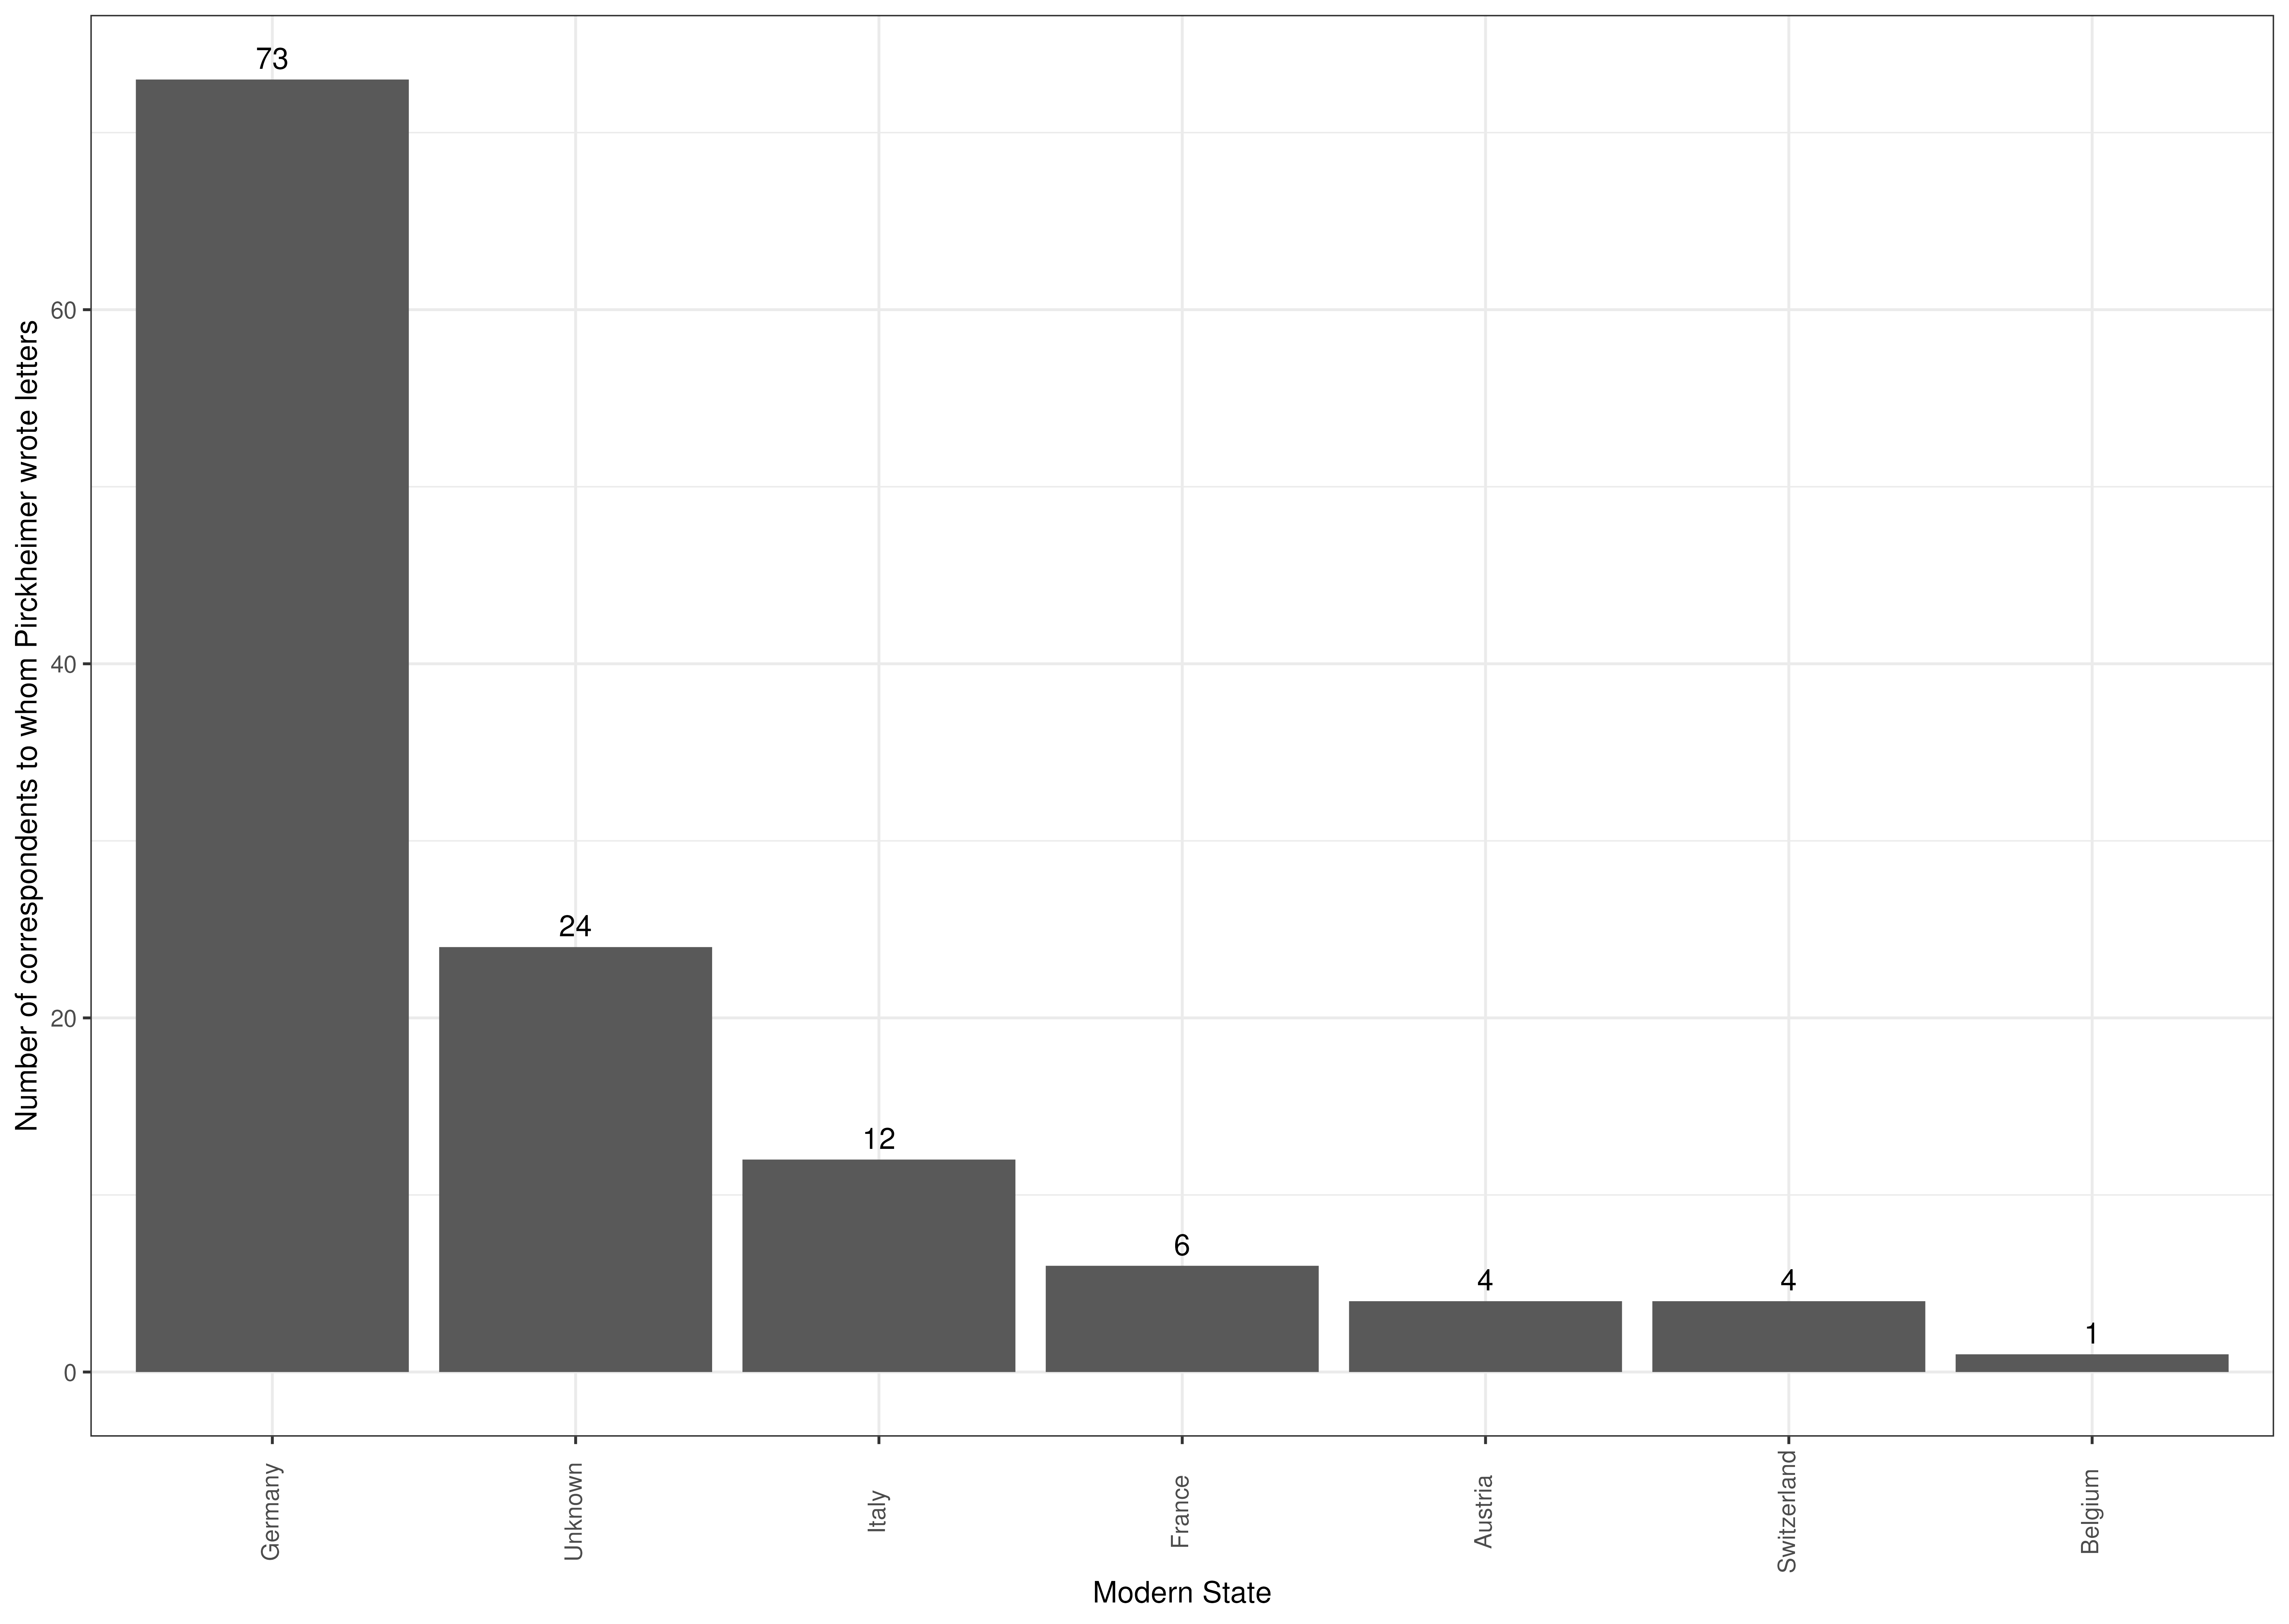 Number of correspondents to whom Pirckheimer wrote letters
60
40
20
0
73
24
12
6
4
4
1
Germany
Unknown
Italy
France
Austria
Switzerland
Belgium
Modern State